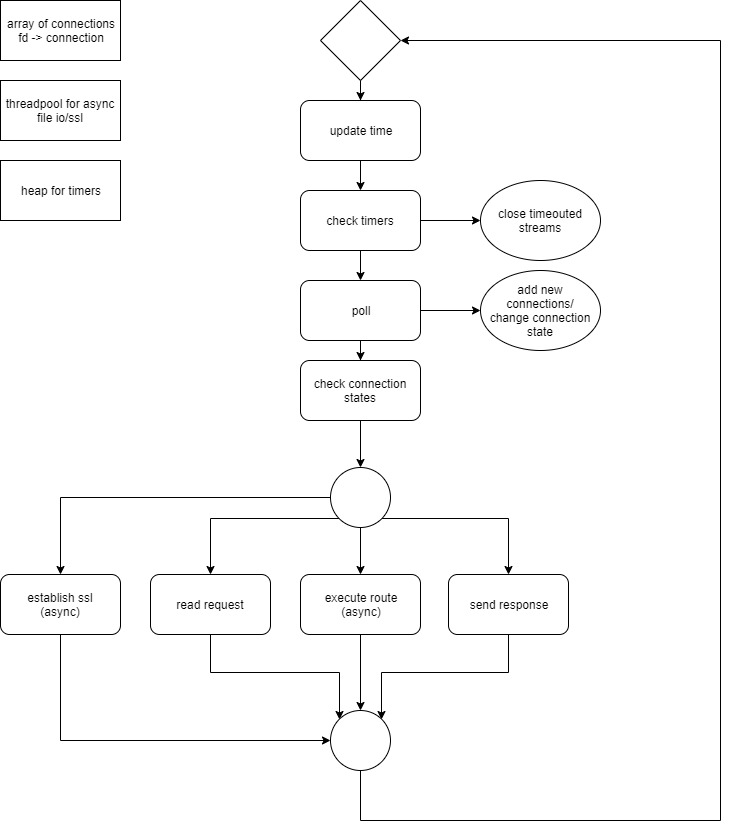 array of connections
fd -> connection
threadpool for async
file io/ssl
heap for timers
update time
check timers
close timeouted
streams
poll
add new
connections/
change connection
state
check connection
states
establish ssl
(async)
read request
execute route
(async)
send response